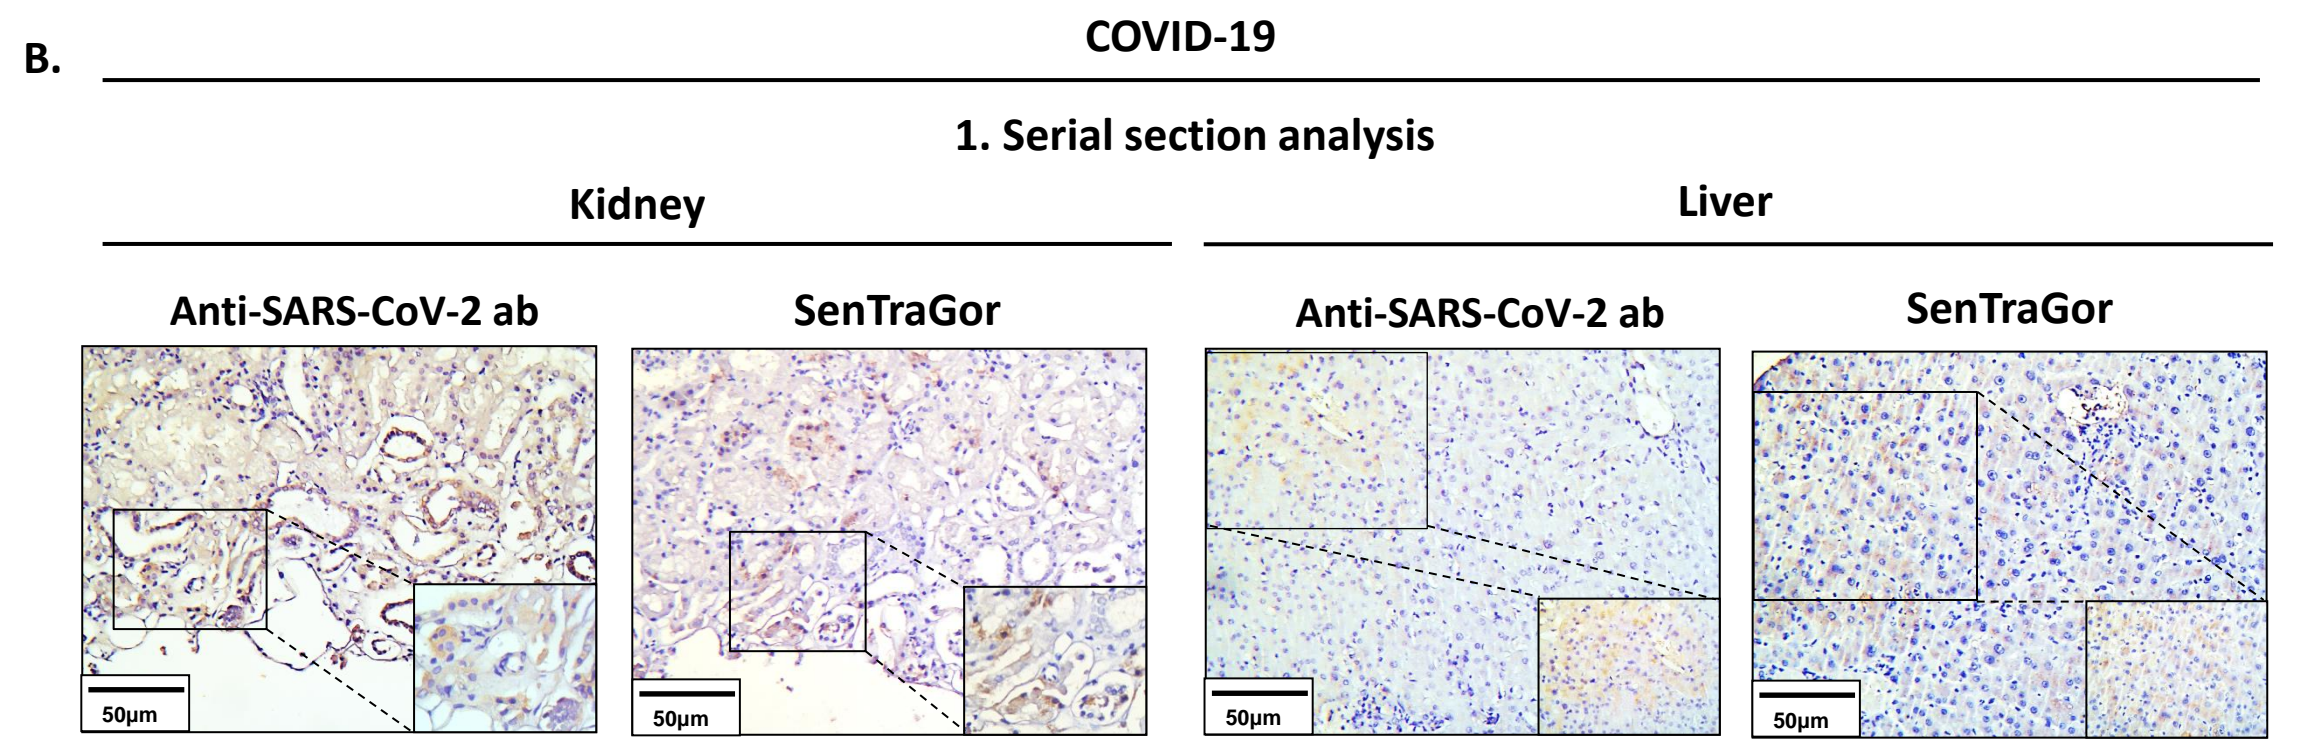 B.
COVID-19
1. Serial section analysis
Kidney
Liver
Anti-SARS-CoV-2 ab
SenTraGor
Anti-SARS-CoV-2 ab
SenTraGor
50μm
50μm
50μm
50μm